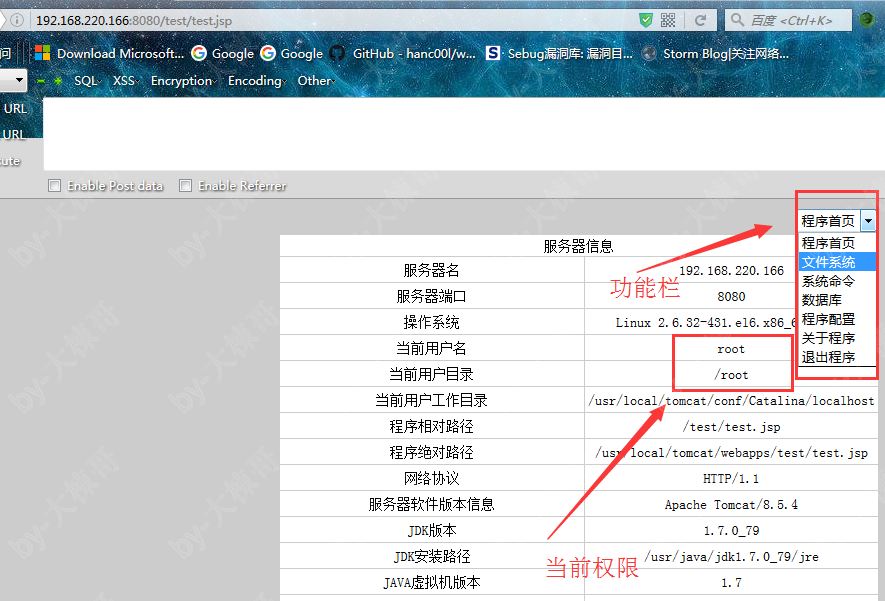 192.168.220.166:8080/test/test.jsp
百度 <Ctrl+K>
问 Download Microsoft... Google Google GitHub - hanc00l/w... Sebug漏洞库: 漏洞目... Storm Blog|关注网络...
SQL XSS Encryption Encoding Other
URL
URL
cute
Enable Post data Enable Referrer
程序首页
程序首页
文件系统
系统命令
数据库
程序配置
关于程序
退出程序
功能栏
服务器信息
服务器名 192.168.220.166
服务器端口 8080
操作系统 Linux 2.6.32-431.el6.x86_6
当前用户名 root
当前用户目录 /root
当前用户工作目录 /usr/local/tomcat/conf/Catalina/localhost
程序相对路径 /test/test.jsp
程序绝对路径 /usr/local/tomcat/webapps/test/test.jsp
网络协议 HTTP/1.1
服务器软件版本信息 Apache Tomcat/8.5.4
JDK版本 1.7.0_79
JDK安装路径 /usr/java/jdk1.7.0_79/jre
JAVA虚拟机版本 1.7
当前权限
by-大梯哥